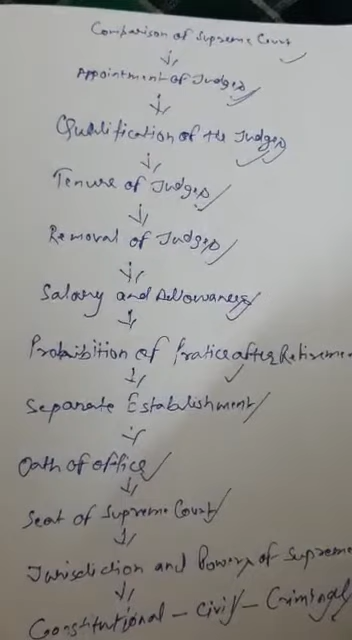 Comparison of Supreme Court
Appointment of Judges
Qualification of the Judges
Tenure of Judges
Removal of Judges
Salary and Allowances
Prohibition of Pratice after Retireme
Separate Establishment
Oath of office
Seat of Supreme Court
Jurisdiction and Powers of Supreme
Constitutional - Civil - Criminal